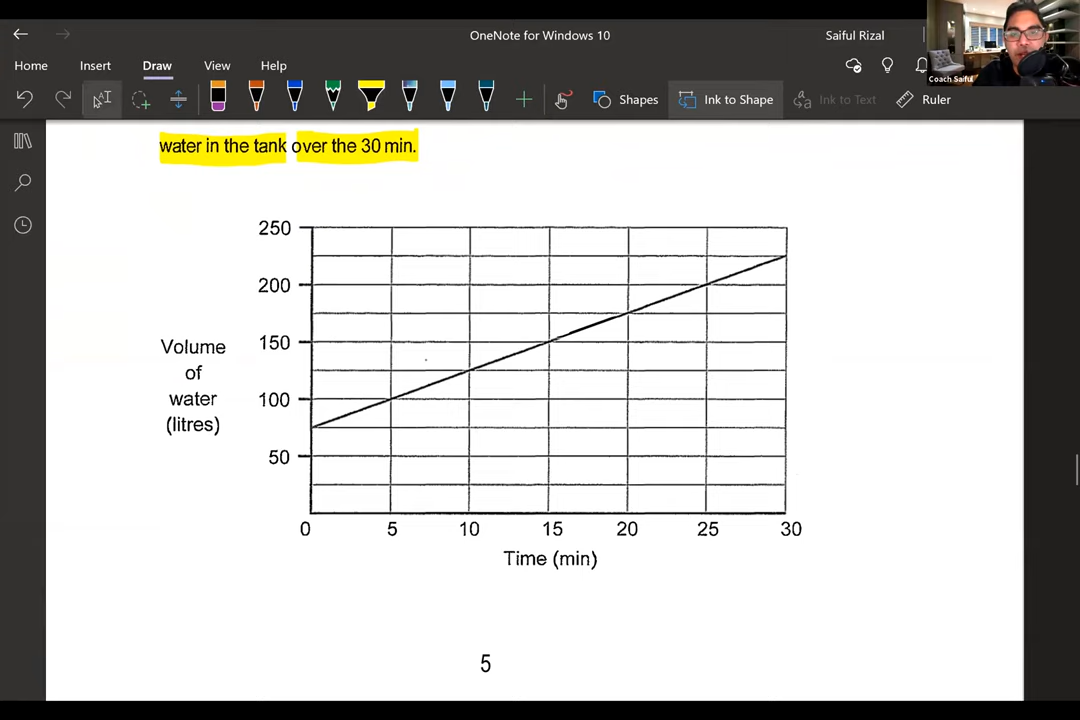 OneNote for Windows 10
Saiful Rizal
Home Insert Draw View Help
Coach Saiful
Shapes Ink to Shape Ink to Text Ruler
water in the tank over the 30 min.
250
200
150
100
50
Volume
of
water
(litres)
0 5 10 15 20 25 30
Time (min)
5